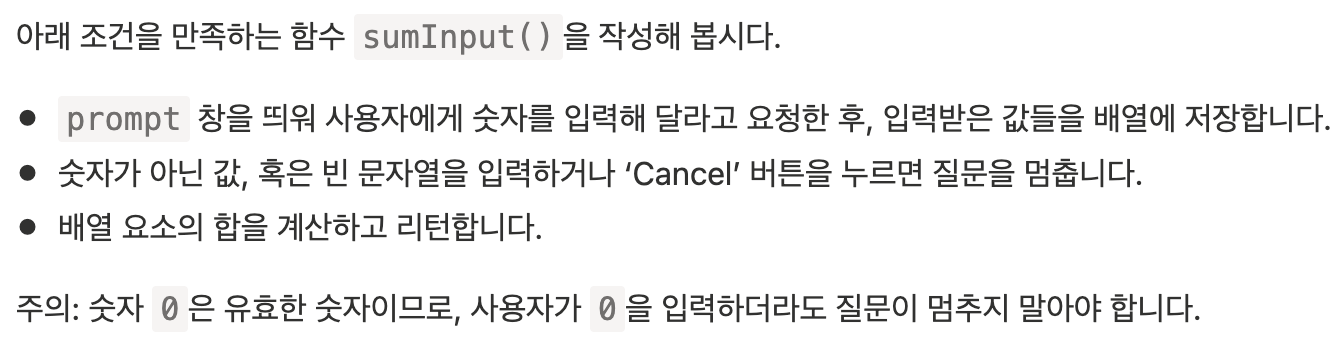 아래 조건을 만족하는 함수 sumInput()을 작성해 봅시다.
● prompt 창을 띄워 사용자에게 숫자를 입력해 달라고 요청한 후, 입력받은 값들을 배열에 저장합니다.
● 숫자가 아닌 값, 혹은 빈 문자열을 입력하거나 ‘Cancel’ 버튼을 누르면 질문을 멈춥니다.
● 배열 요소의 합을 계산하고 리턴합니다.
주의: 숫자 0은 유효한 숫자이므로, 사용자가 0을 입력하더라도 질문이 멈추지 말아야 합니다.